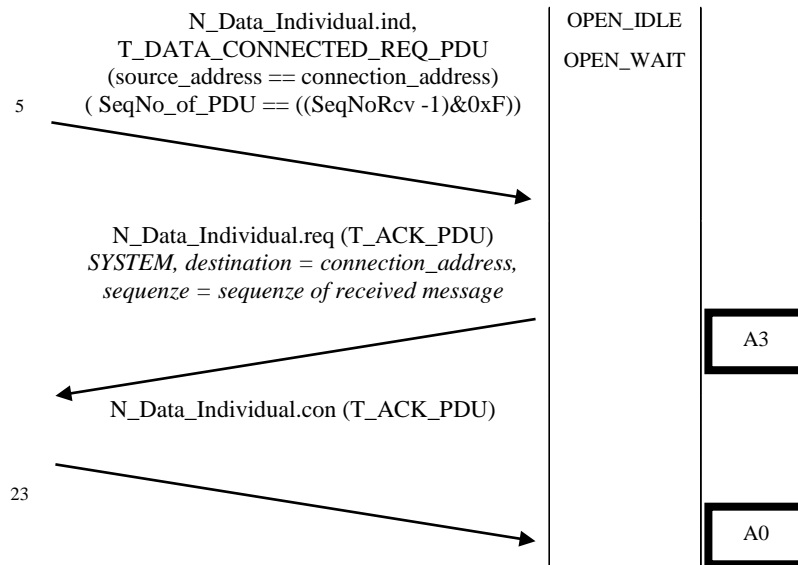 N_Data_Individual.ind,
T_DATA_CONNECTED_REQ_PDU
(source_address == connection_address)
( SeqNo_of_PDU == ((SeqNoRcv -1)&0xF))
5
OPEN_IDLE
OPEN_WAIT
N_Data_Individual.req (T_ACK_PDU)
SYSTEM, destination = connection_address,
sequenze = sequenze of received message
A3
N_Data_Individual.con (T_ACK_PDU)
23
A0